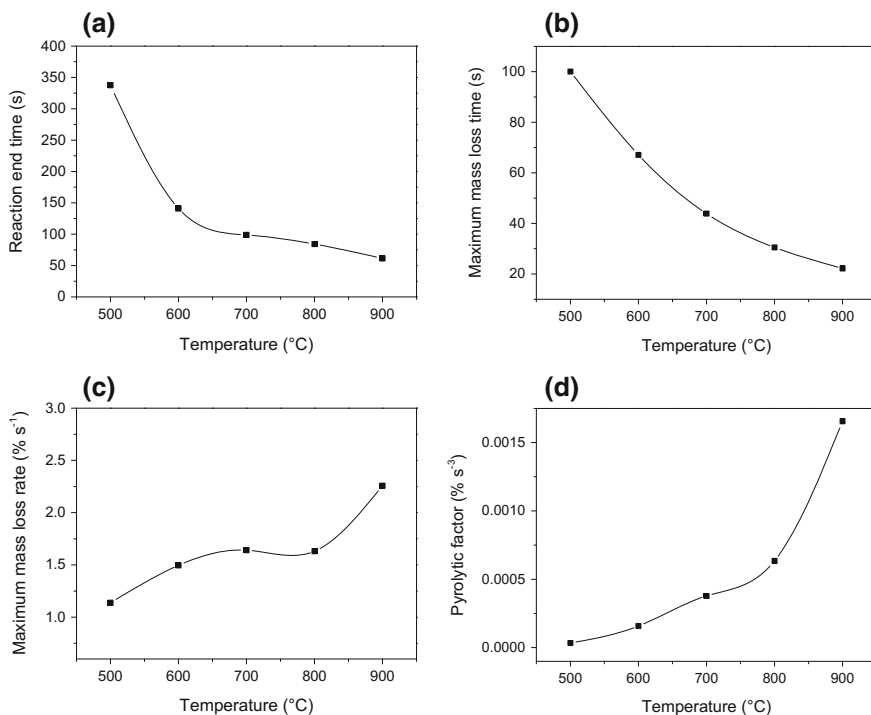 (a)
400
350
300
250
200
150
100
50
0
Reaction end time (s)
500 600 700 800 900
Temperature (°C)
(b)
100
80
60
40
20
Maximum mass loss time (s)
500 600 700 800 900
Temperature (°C)
(c)
3.0
2.5
2.0
1.5
1.0
Maximum mass loss rate (% s⁻¹)
500 600 700 800 900
Temperature (°C)
(d)
0.0015
0.0010
0.0005
0.0000
Pyrolytic factor (% s⁻³)
500 600 700 800 900
Temperature (°C)